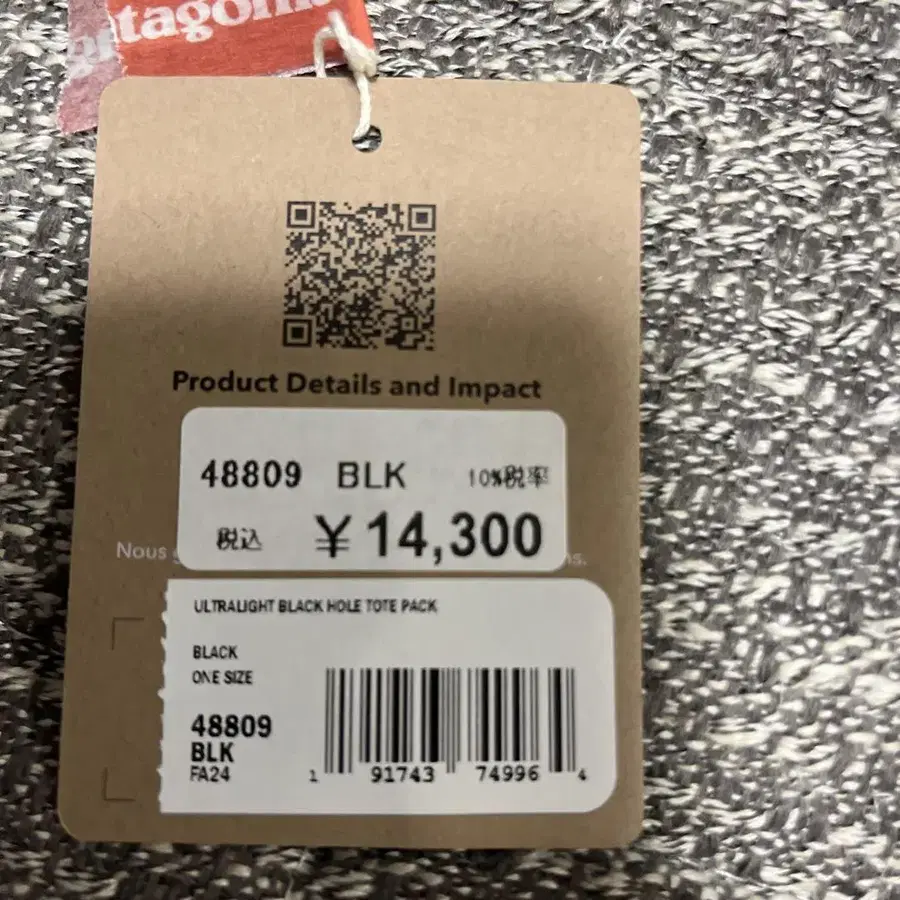 patagonia
Product Details and Impact
48809 BLK 10%税率
税込 ¥14,300
Nous
ns.
ULTRALIGHT BLACK HOLE TOTE PACK
BLACK
ONE SIZE
48809
BLK
FA24
1 91743 74996 4